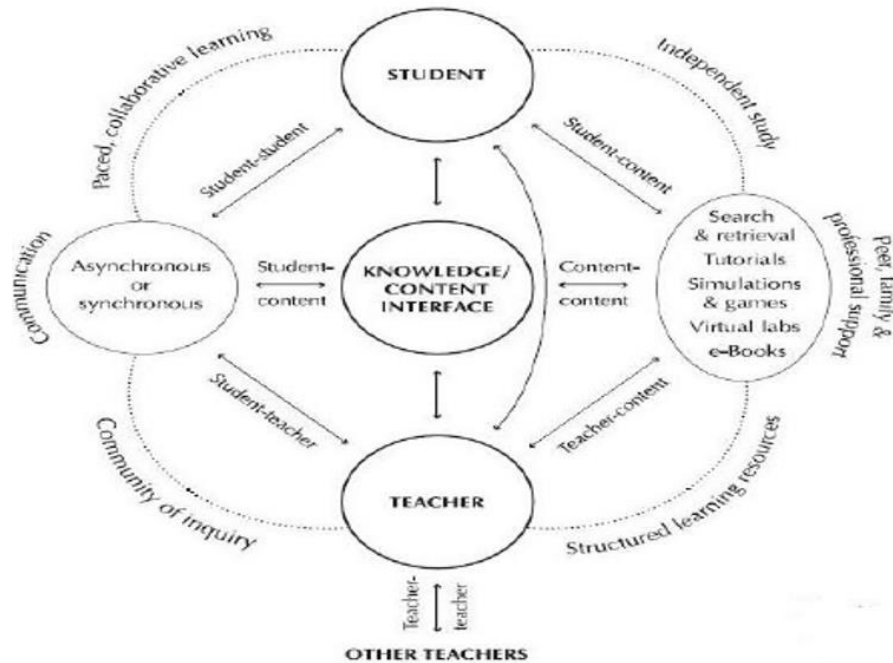 Paced, collaborative learning
STUDENT
Independent study
Student-student
Student-content
Communication
Asynchronous
or
synchronous
Student-
content
KNOWLEDGE/
CONTENT
INTERFACE
Content-
content
Search
& retrieval
Tutorials
Simulations
& games
Virtual labs
e-Books
Peer, family &
professional support
Student-teacher
Teacher-content
Community of inquiry
TEACHER
Structured learning resources
Teacher-
teacher
OTHER TEACHERS